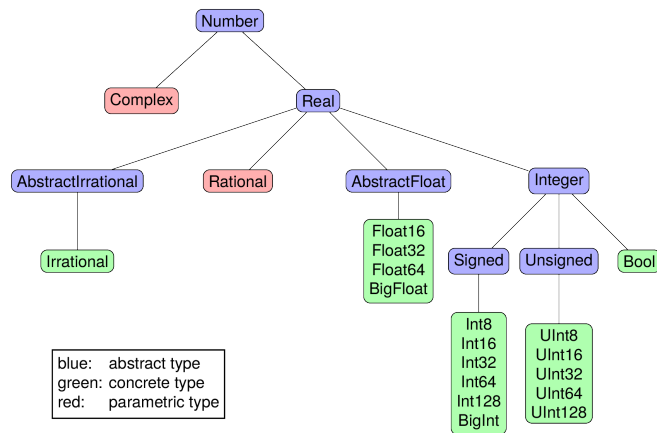 Number
Complex
Real
AbstractIrrational
Rational
AbstractFloat
Integer
Irrational
Float16
Float32
Float64
BigFloat
Signed
Unsigned
Bool
Int8
Int16
Int32
Int64
Int128
BigInt
UInt8
UInt16
UInt32
UInt64
UInt128
blue: abstract type
green: concrete type
red: parametric type